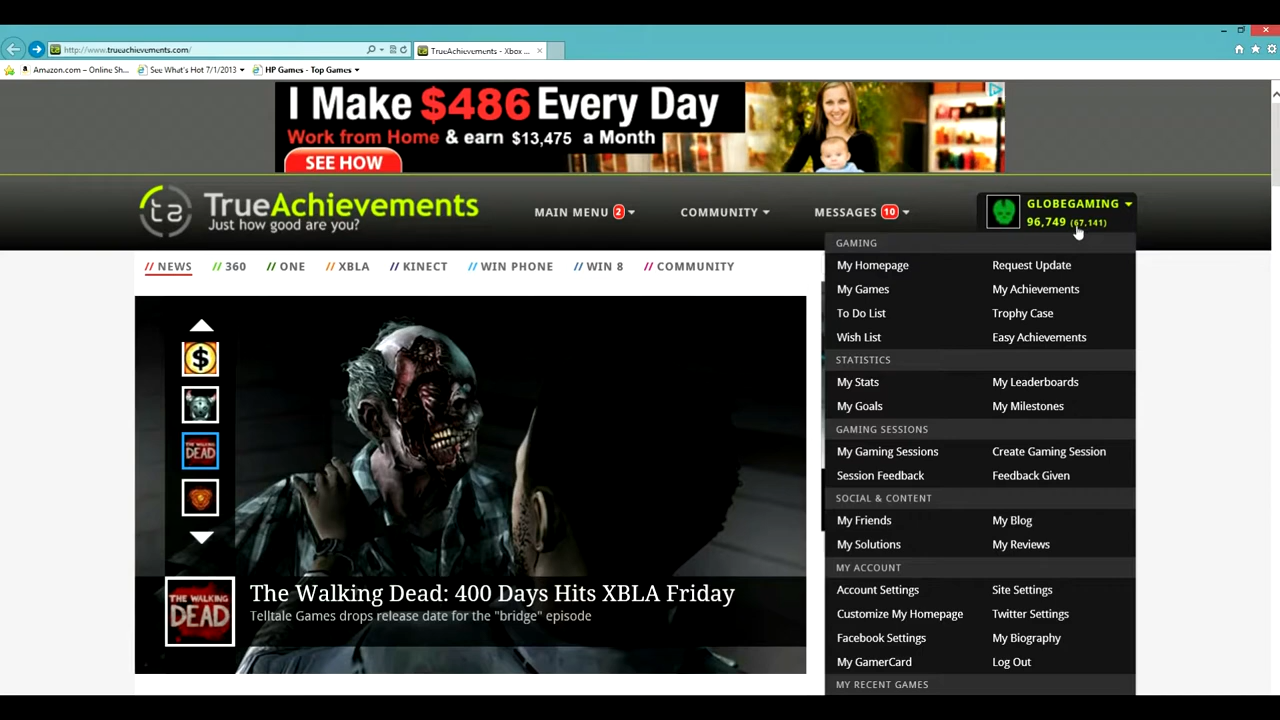 http://www.trueachievements.com/
TrueAchievements - Xbox ...
Amazon.com – Online Sh...
See What's Hot 7/1/2013
HP Games - Top Games
I Make $486 Every Day
Work from Home & earn $13,475 a Month
SEE HOW
TrueAchievements
Just how good are you?
MAIN MENU 2
COMMUNITY
MESSAGES 10
GLOBEGAMING
96,749 (67,141)
// NEWS // 360 // ONE // XBLA // KINECT // WIN PHONE // WIN 8 // COMMUNITY
GAMING
My Homepage Request Update
My Games My Achievements
To Do List Trophy Case
Wish List Easy Achievements
STATISTICS
My Stats My Leaderboards
My Goals My Milestones
GAMING SESSIONS
My Gaming Sessions Create Gaming Session
Session Feedback Feedback Given
SOCIAL & CONTENT
My Friends My Blog
My Solutions My Reviews
MY ACCOUNT
Account Settings Site Settings
Customize My Homepage Twitter Settings
Facebook Settings My Biography
My GamerCard Log Out
MY RECENT GAMES
$
THE WALKING
DEAD
THE WALKING
DEAD
The Walking Dead: 400 Days Hits XBLA Friday
Telltale Games drops release date for the "bridge" episode